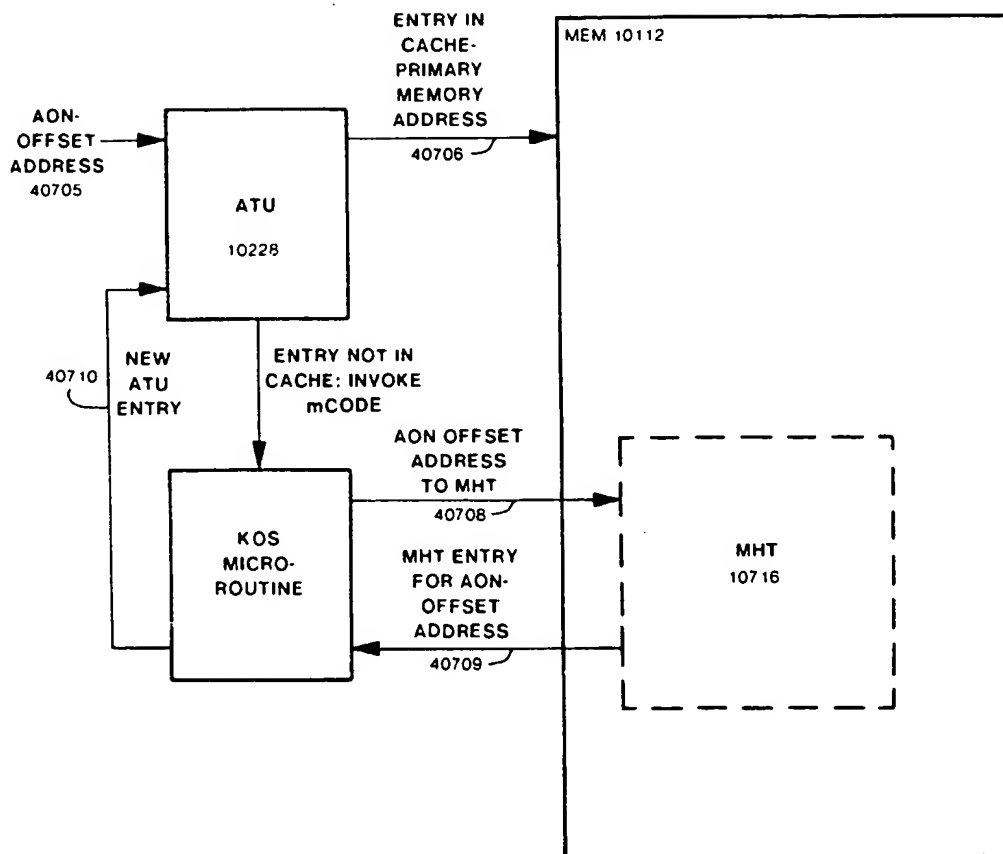 ENTRY IN
CACHE-
PRIMARY
MEMORY
ADDRESS
40706
MEM 10112
AON-
OFFSET
ADDRESS
40705
ATU
10228
40710
NEW
ATU
ENTRY
ENTRY NOT IN
CACHE: INVOKE
mCODE
AON OFFSET
ADDRESS
TO MHT
40708
KOS
MICRO-
ROUTINE
MHT ENTRY
FOR AON-
OFFSET
ADDRESS
40709
MHT
10716